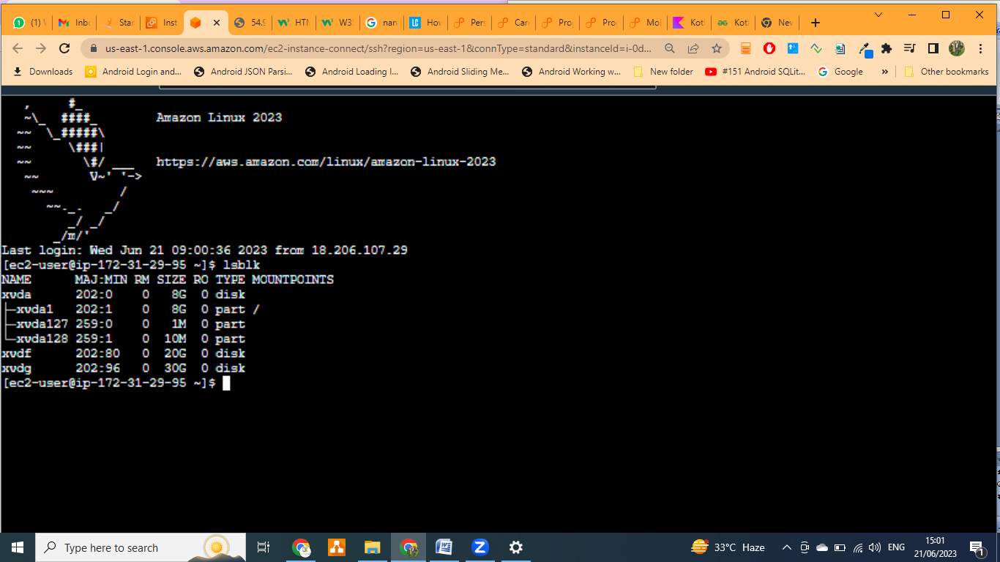 (1) \
Inb
Star
Inst
54.9
HTM
W3S
nan
How
Pers
Care
Pro
Pro
Mol
Kotl
Kotl
Nev
us-east-1.console.aws.amazon.com/ec2-instance-connect/ssh?region=us-east-1&connType=standard&instanceId=i-0d...
Downloads
Android Login and...
Android JSON Parsi...
Android Loading I...
Android Sliding Me...
Android Working w...
New folder
#151 Android SQLit...
Google
»
Other bookmarks
   ,     #_
   ~\_  ####_        Amazon Linux 2023
  ~~  \_#####\
  ~~     \###|
  ~~       \#/ ___   https://aws.amazon.com/linux/amazon-linux-2023
   ~~       V~' '->
    ~~~         /
      ~~._.   _/
         _/ _/
       _/m/'
Last login: Wed Jun 21 09:00:36 2023 from 18.206.107.29
[ec2-user@ip-172-31-29-95 ~]$ lsblk
NAME      MAJ:MIN RM SIZE RO TYPE MOUNTPOINTS
xvda      202:0    0   8G  0 disk
├─xvda1   202:1    0   8G  0 part /
├─xvda127 259:0    0   1M  0 part
└─xvda128 259:1    0  10M  0 part
xvdf      202:80   0  20G  0 disk
xvdg      202:96   0  30G  0 disk
[ec2-user@ip-172-31-29-95 ~]$
Type here to search
33°C Haze
ENG
15:01
21/06/2023
1